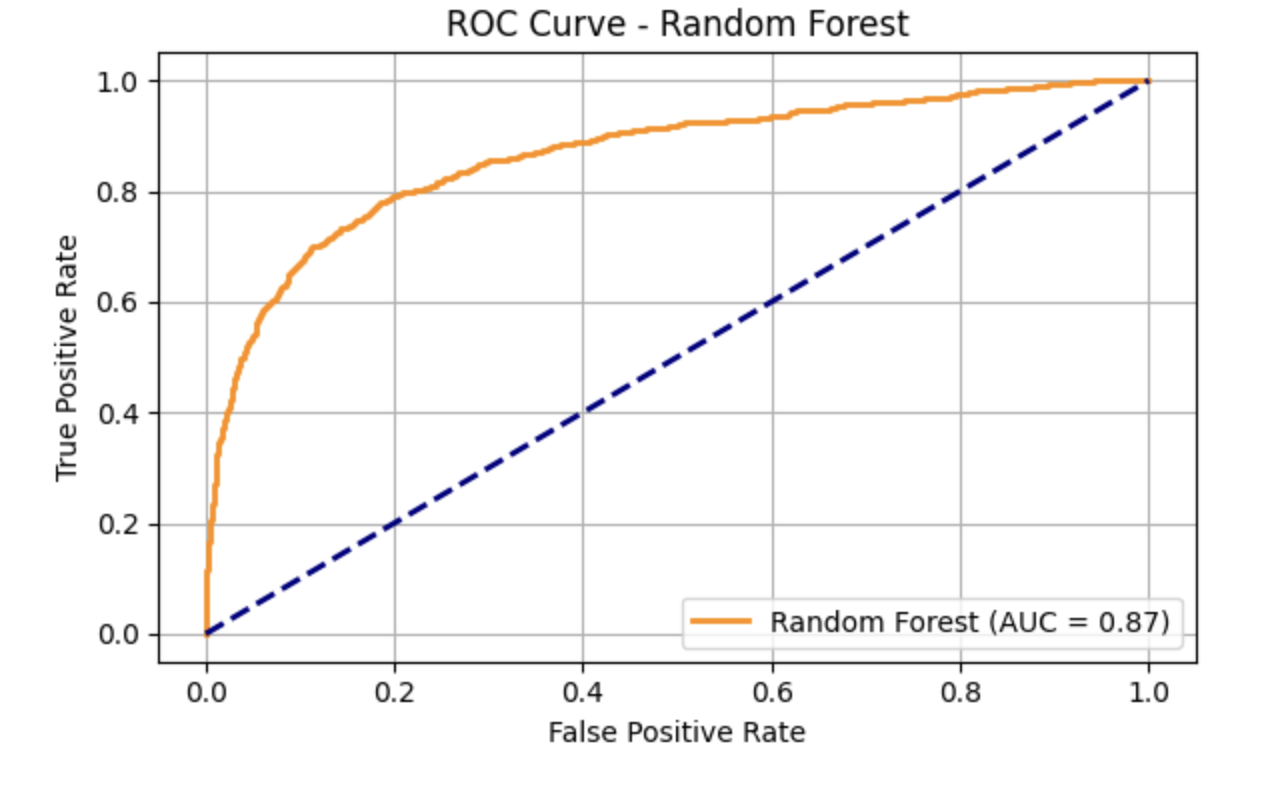 ROC Curve - Random Forest
1.0
0.8
0.6
0.4
0.2
0.0
True Positive Rate
Random Forest (AUC = 0.87)
0.0 0.2 0.4 0.6 0.8 1.0
False Positive Rate